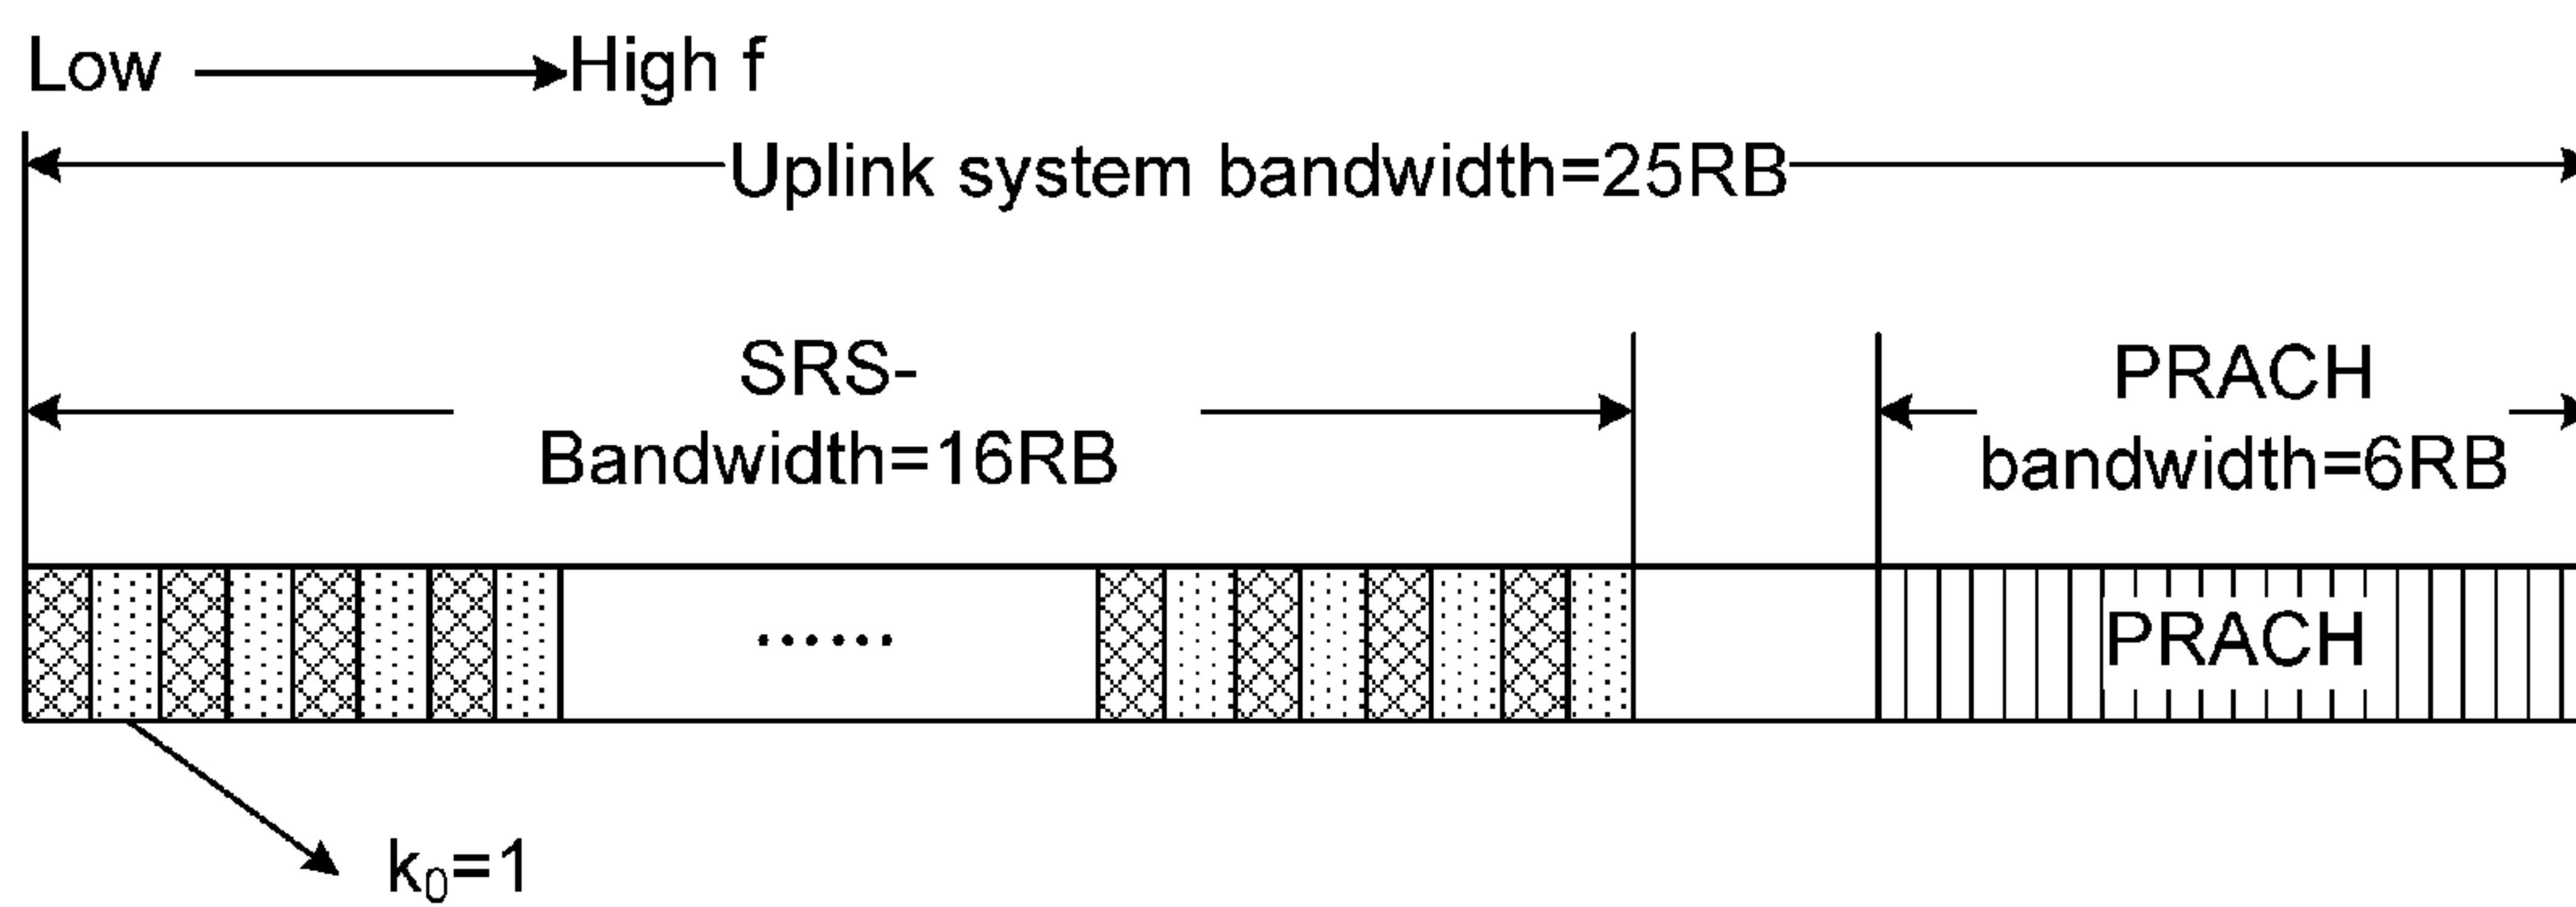 Low High f
Uplink system bandwidth=25RB
SRS-
Bandwidth=16RB
PRACH
bandwidth=6RB
......
PRACH
k₀=1